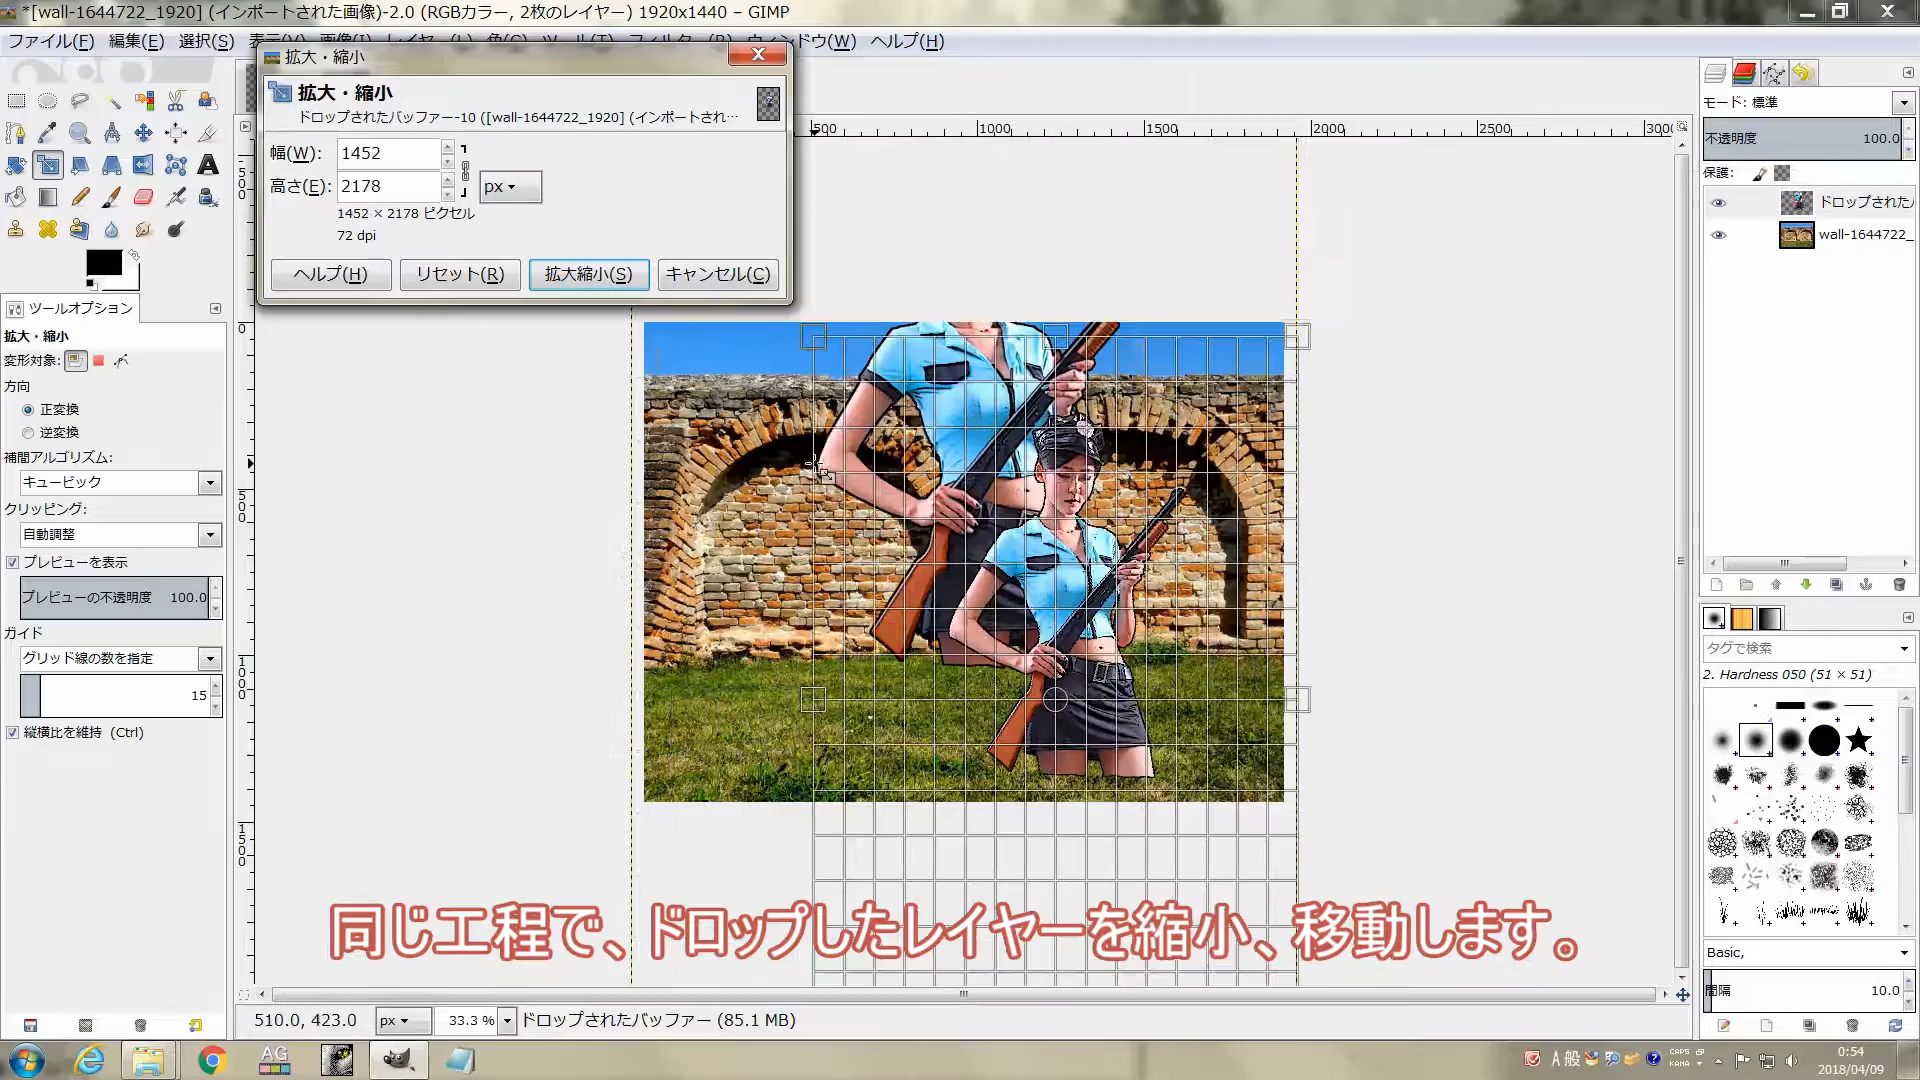 *[wall-1644722_1920] (インポートされた画像)-2.0 (RGBカラー, 2枚のレイヤー) 1920x1440 – GIMP
ファイル(F) 編集(E) 選択(S) ウィンドウ(W) ヘルプ(H)
拡大・縮小
拡大・縮小
ドロップされたバッファー-10 ([wall-1644722_1920] (インポートされ…
幅(W): 1452
高さ(E): 2178
px
1452 × 2178 ピクセル
72 dpi
ヘルプ(H) リセット(R) 拡大縮小(S) キャンセル(C)
500 1000 1500 2000 2500 3000
500
0
500
1000
1500
ツールオプション
拡大・縮小
変形対象:
方向
正変換
逆変換
補間アルゴリズム:
キュービック
クリッピング:
自動調整
プレビューを表示
プレビューの不透明度 100.0
ガイド
グリッド線の数を指定
15
縦横比を維持 (Ctrl)
モード: 標準
不透明度 100.0
保護:
ドロップされた
wall-1644722_
タグで検索
2. Hardness 050 (51 × 51)
Basic,
間隔 10.0
同じ工程で、ドロップしたレイヤーを縮小、移動します。
510.0, 423.0 px 33.3 % ドロップされたバッファー (85.1 MB)
AG
A 般
CAPS
KANA
0:54
2018/04/09